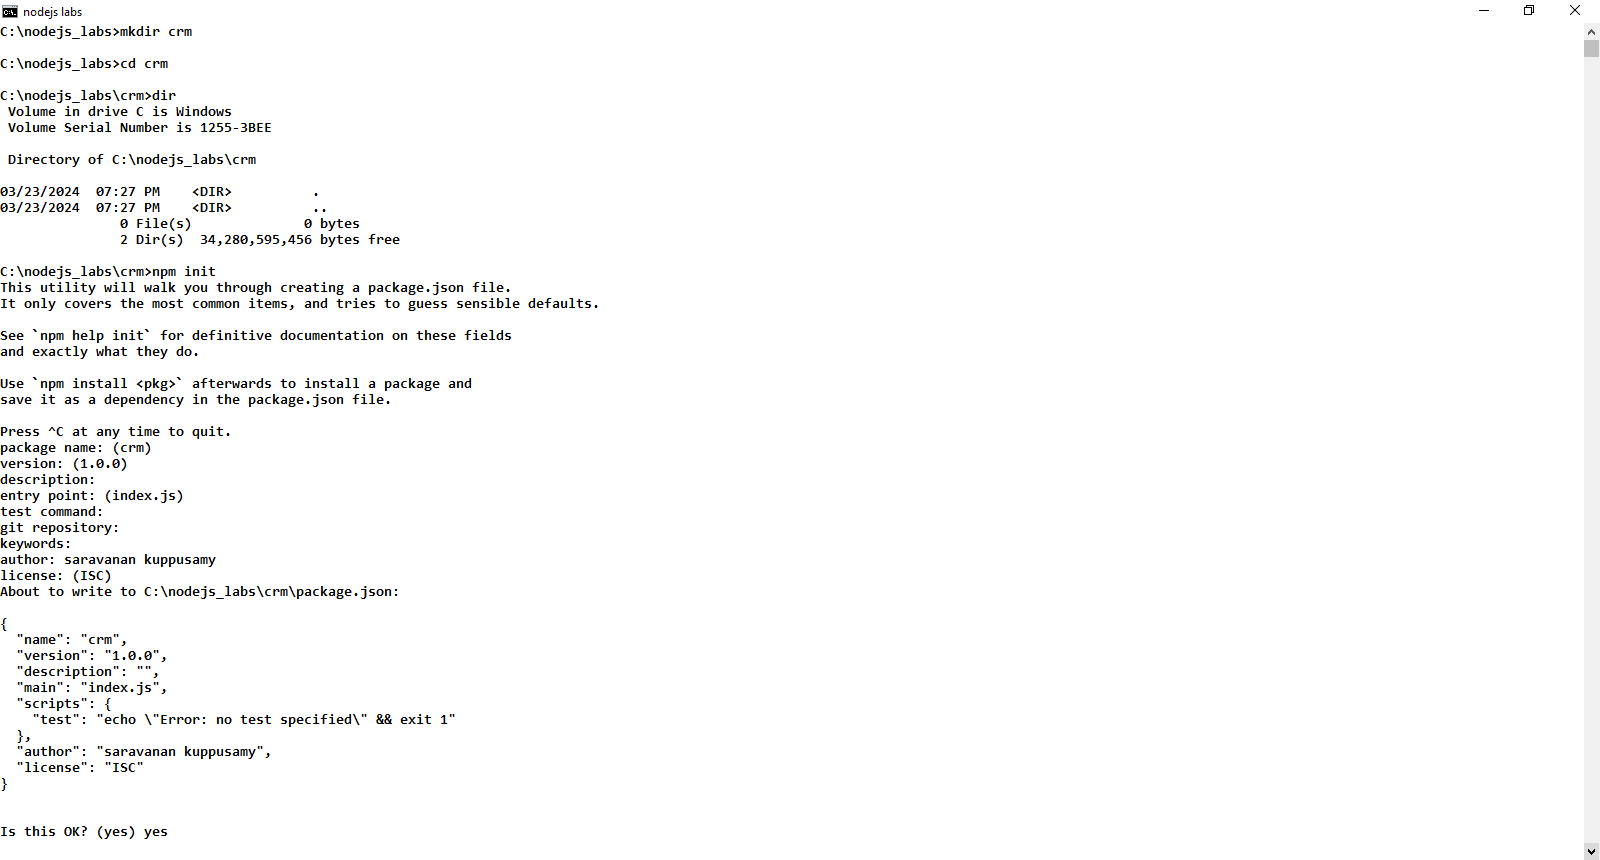 nodejs labs
C:\nodejs_labs>mkdir crm
C:\nodejs_labs>cd crm
C:\nodejs_labs\crm>dir
 Volume in drive C is Windows
 Volume Serial Number is 1255-3BEE
 Directory of C:\nodejs_labs\crm
03/23/2024  07:27 PM    <DIR>          .
03/23/2024  07:27 PM    <DIR>          ..
               0 File(s)              0 bytes
               2 Dir(s)  34,280,595,456 bytes free
C:\nodejs_labs\crm>npm init
This utility will walk you through creating a package.json file.
It only covers the most common items, and tries to guess sensible defaults.
See `npm help init` for definitive documentation on these fields
and exactly what they do.
Use `npm install <pkg>` afterwards to install a package and
save it as a dependency in the package.json file.
Press ^C at any time to quit.
package name: (crm)
version: (1.0.0)
description:
entry point: (index.js)
test command:
git repository:
keywords:
author: saravanan kuppusamy
license: (ISC)
About to write to C:\nodejs_labs\crm\package.json:
{
  "name": "crm",
  "version": "1.0.0",
  "description": "",
  "main": "index.js",
  "scripts": {
    "test": "echo \"Error: no test specified\" && exit 1"
  },
  "author": "saravanan kuppusamy",
  "license": "ISC"
}
Is this OK? (yes) yes